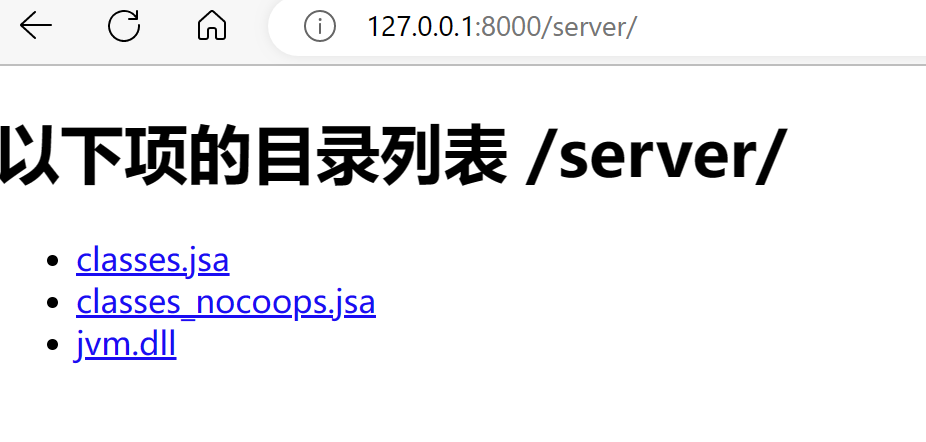 127.0.0.1:8000/server/
以下项的目录列表 /server/
classes.jsa
classes_nocoops.jsa
jvm.dll